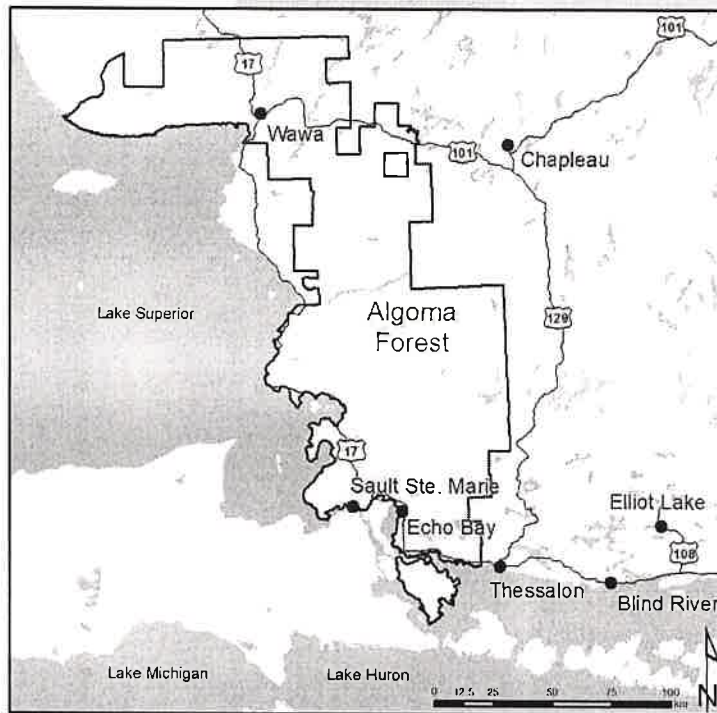 101
17
Wawa
101
Chapleau
Lake Superior
Algoma
Forest
129
17
Sault Ste. Marie
Echo Bay
Elliot Lake
108
Thessalon
Blind River
Lake Michigan
Lake Huron
0 12.5 25 50 75 100
km
N